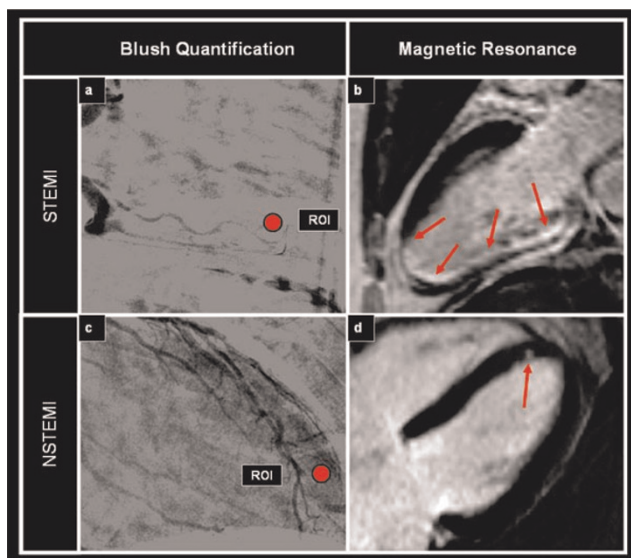 Blush Quantification
Magnetic Resonance
STEMI
a
ROI
b
NSTEMI
c
ROI
d